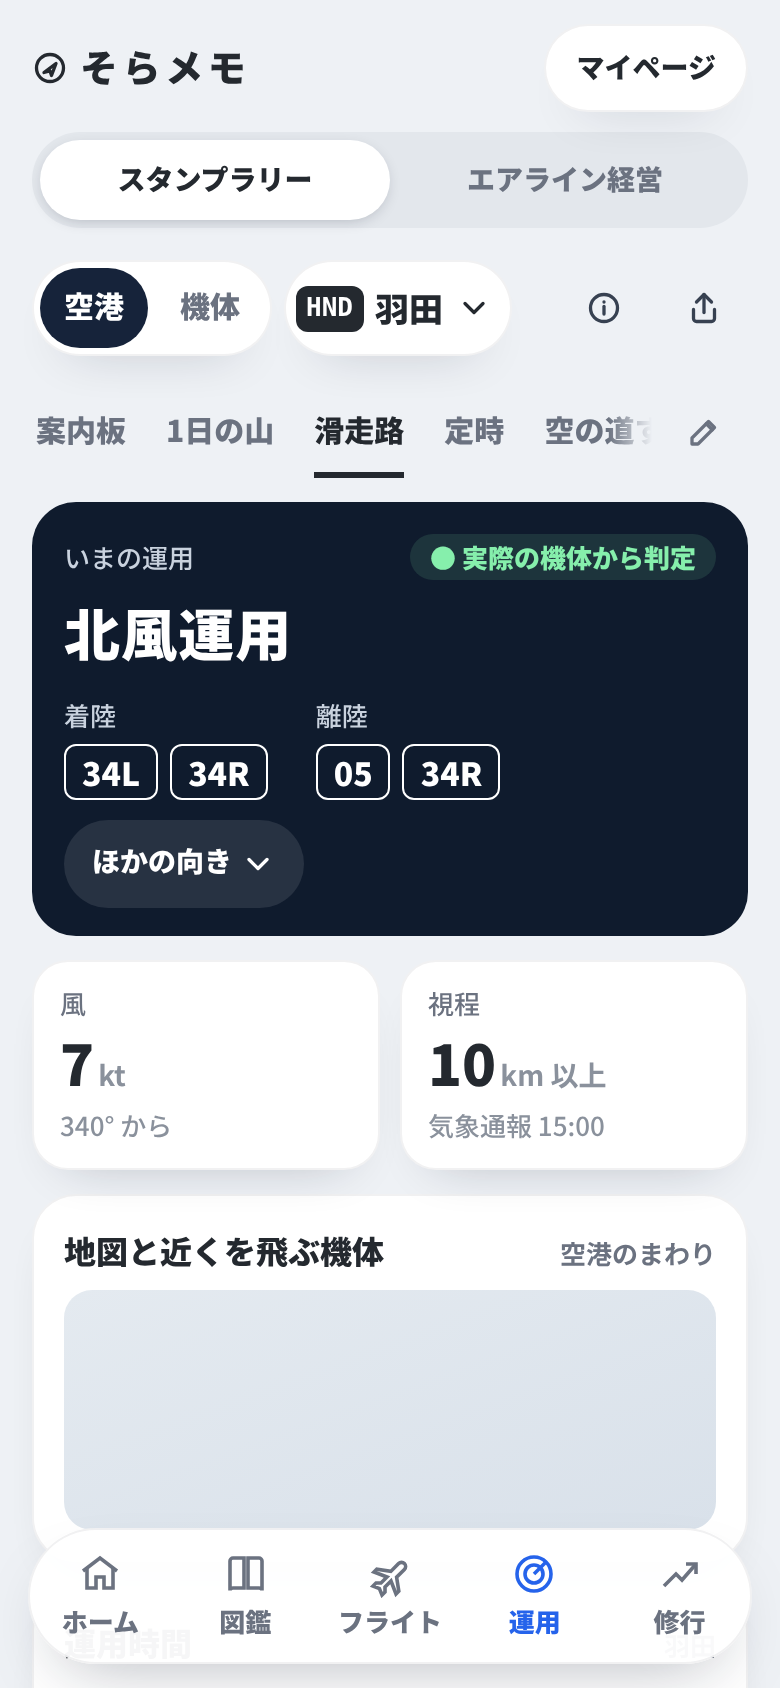 そらメモ
マイページ
スタンプラリー
エアライン経営
空港
機体
HND 羽田
案内板
1日の山
滑走路
定時
空の道
いまの運用
実際の機体から判定
北風運用
着陸
離陸
34L
34R
05
34R
ほかの向き
風
視程
7 kt
10 km 以上
340° から
気象通報 15:00
地図と近くを飛ぶ機体
空港のまわり
運用時間
羽田
ホーム
図鑑
フライト
運用
修行